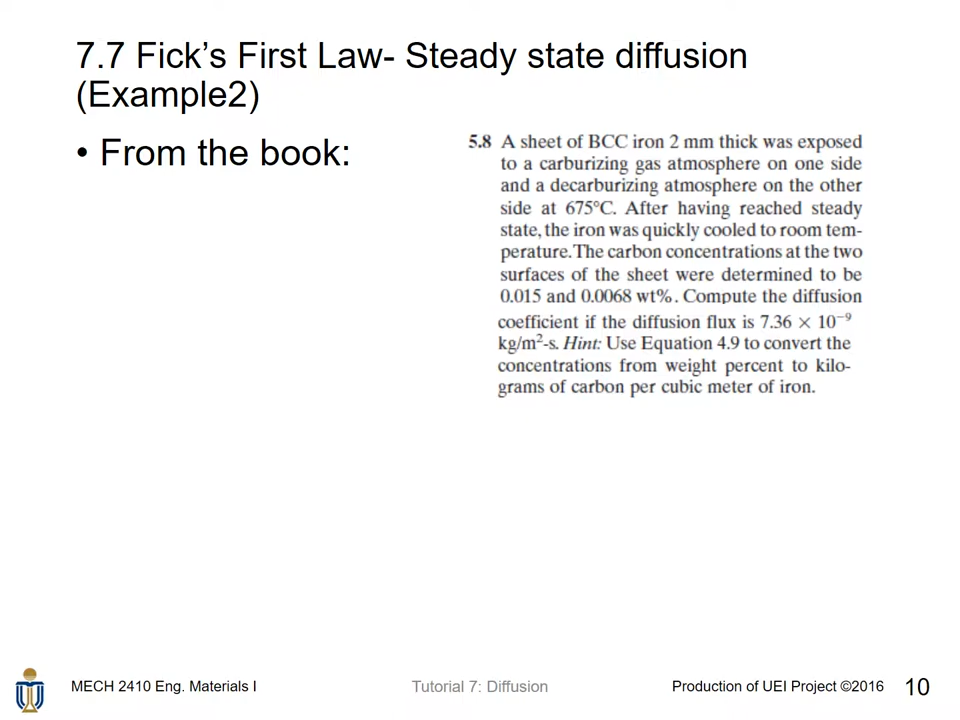 7.7 Fick’s First Law- Steady state diffusion
(Example2)
• From the book:
5.8 A sheet of BCC iron 2 mm thick was exposed
to a carburizing gas atmosphere on one side
and a decarburizing atmosphere on the other
side at 675°C. After having reached steady
state, the iron was quickly cooled to room tem-
perature. The carbon concentrations at the two
surfaces of the sheet were determined to be
0.015 and 0.0068 wt%. Compute the diffusion
coefficient if the diffusion flux is 7.36 × 10⁻⁹
kg/m²-s. Hint: Use Equation 4.9 to convert the
concentrations from weight percent to kilo-
grams of carbon per cubic meter of iron.
MECH 2410 Eng. Materials I
Tutorial 7: Diffusion
Production of UEI Project ©2016
10